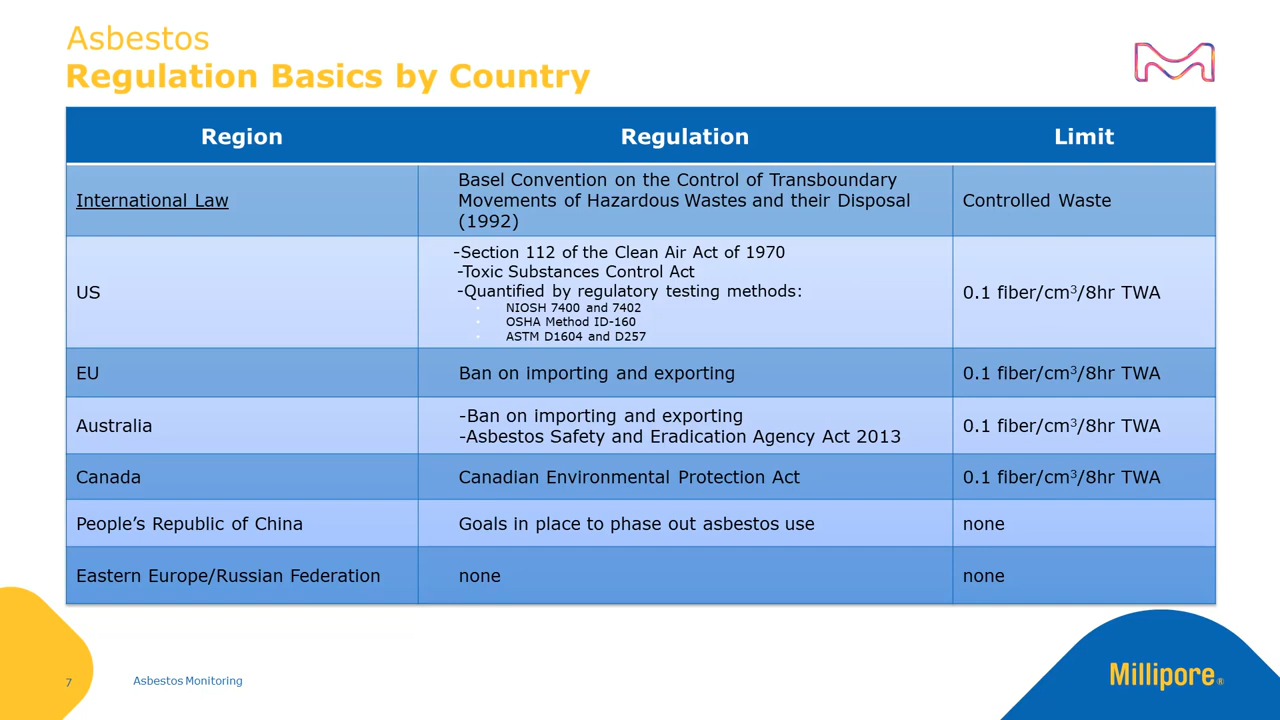 Asbestos
Regulation Basics by Country
Region
Regulation
Limit
International Law
Basel Convention on the Control of Transboundary
Movements of Hazardous Wastes and their Disposal
(1992)
Controlled Waste
US
-Section 112 of the Clean Air Act of 1970
-Toxic Substances Control Act
-Quantified by regulatory testing methods:
• NIOSH 7400 and 7402
• OSHA Method ID-160
• ASTM D1604 and D257
0.1 fiber/cm³/8hr TWA
EU
Ban on importing and exporting
0.1 fiber/cm³/8hr TWA
Australia
-Ban on importing and exporting
-Asbestos Safety and Eradication Agency Act 2013
0.1 fiber/cm³/8hr TWA
Canada
Canadian Environmental Protection Act
0.1 fiber/cm³/8hr TWA
People’s Republic of China
Goals in place to phase out asbestos use
none
Eastern Europe/Russian Federation
none
none
7
Asbestos Monitoring
Millipore®